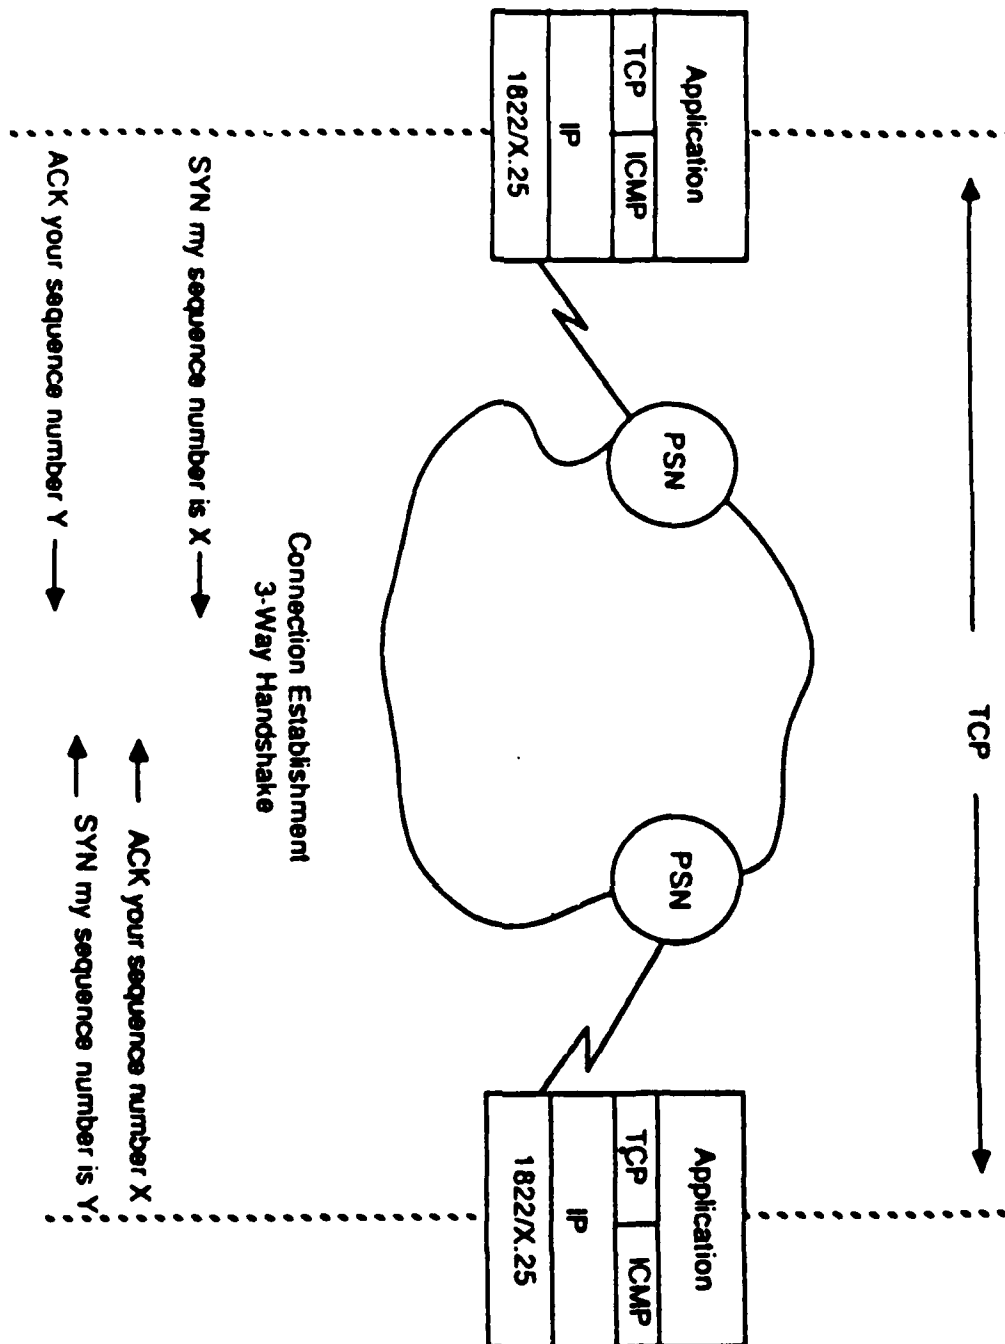 TCP
Application
TCP
ICMP
IP
1822/X.25
PSN
PSN
Application
TCP
ICMP
IP
1822/X.25
Connection Establishment
3-Way Handshake
SYN my sequence number is X
ACK your sequence number X
SYN my sequence number is Y
ACK your sequence number Y